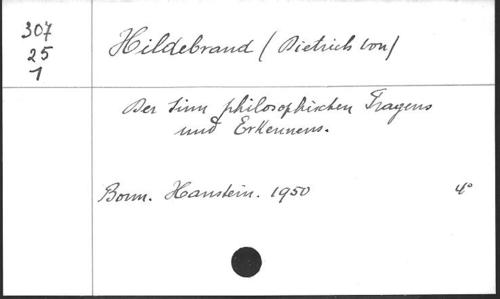 307
25
1
Hildebrand (Dietrich von)
Der Sinn philosophischen Fragens
und Erkennens.
Bonn. Hanstein. 1950 4°